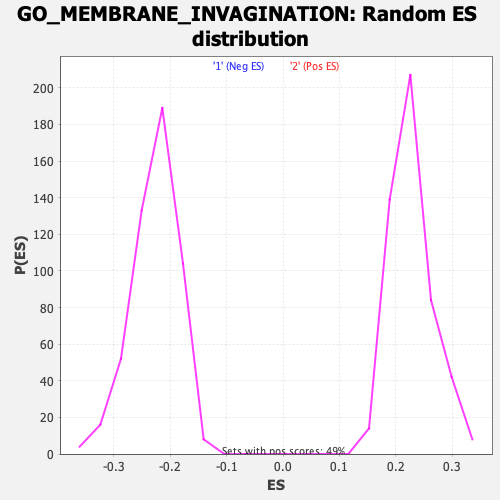 GO_MEMBRANE_INVAGINATION: Random ES
distribution
'1' (Neg ES) '2' (Pos ES)
200
180
160
140
120
100
80
60
40
20
0
P(ES)
Sets with pos scores: 49%
-0.3 -0.2 -0.1 0.0 0.1 0.2 0.3
ES